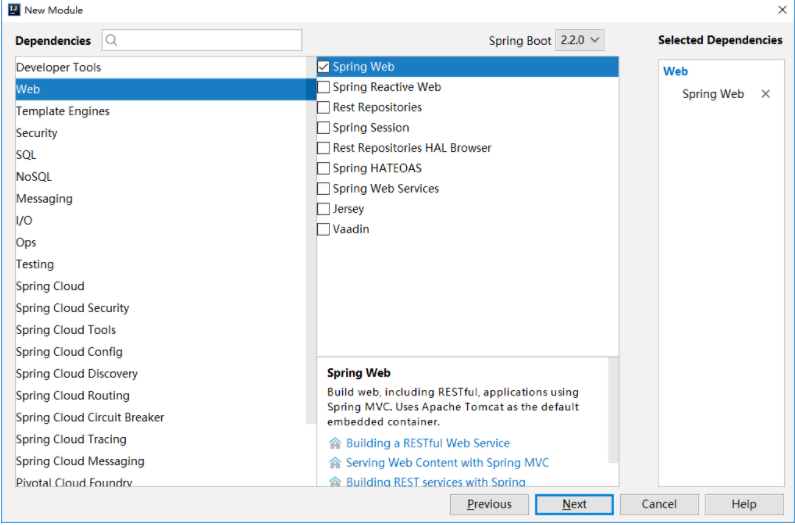 New Module
Dependencies
Spring Boot 2.2.0
Selected Dependencies
Developer Tools
Web
Template Engines
Security
SQL
NoSQL
Messaging
I/O
Ops
Testing
Spring Cloud
Spring Cloud Security
Spring Cloud Tools
Spring Cloud Config
Spring Cloud Discovery
Spring Cloud Routing
Spring Cloud Circuit Breaker
Spring Cloud Tracing
Spring Cloud Messaging
Pivotal Cloud Foundry
Spring Web
Spring Reactive Web
Rest Repositories
Spring Session
Rest Repositories HAL Browser
Spring HATEOAS
Spring Web Services
Jersey
Vaadin
Spring Web
Build web, including RESTful, applications using
Spring MVC. Uses Apache Tomcat as the default
embedded container.
Building a RESTful Web Service
Serving Web Content with Spring MVC
Building REST services with Spring
Web
Spring Web
Previous
Next
Cancel
Help